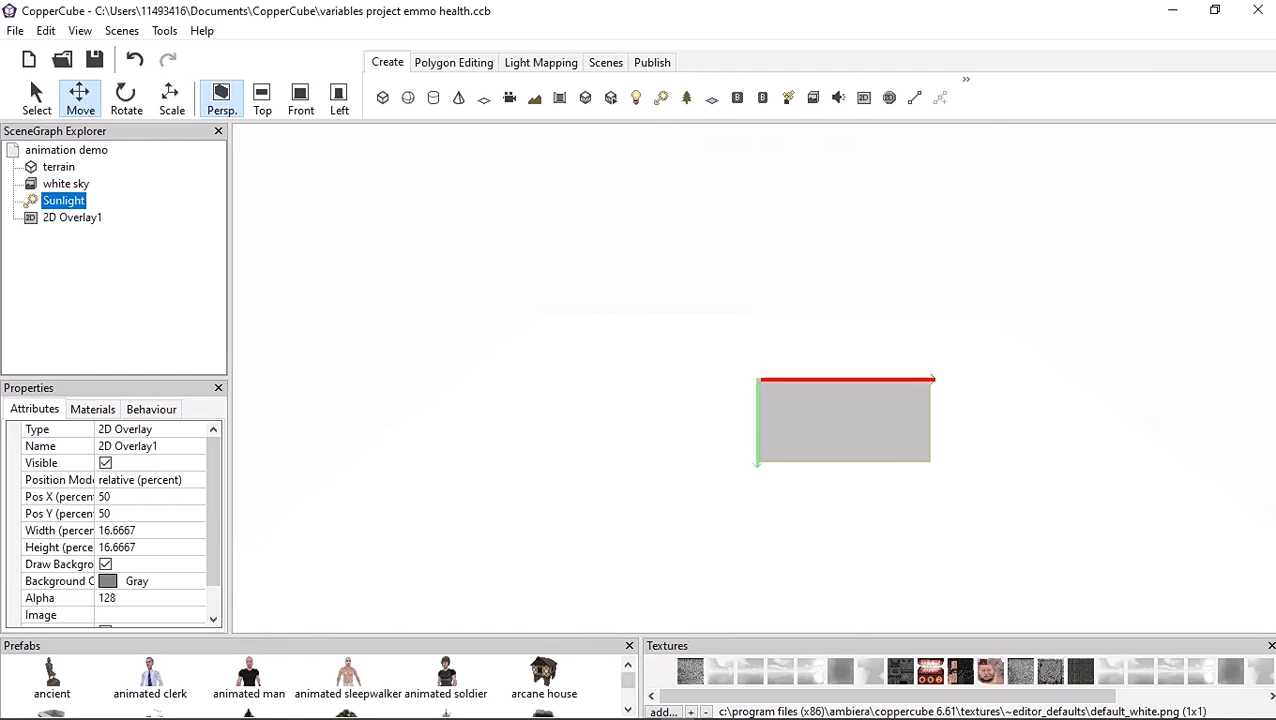 CopperCube - C:\Users\11493416\Documents\CopperCube\variables project emmo health.ccb
File Edit View Scenes Tools Help
Create Polygon Editing Light Mapping Scenes Publish
Select Move Rotate Scale Persp. Top Front Left
SceneGraph Explorer
animation demo
terrain
white sky
Sunlight
2D Overlay1
Properties
Attributes Materials Behaviour
Type 2D Overlay
Name 2D Overlay1
Visible
Position Mode relative (percent)
Pos X (percent 50
Pos Y (percent 50
Width (percen 16.6667
Height (perce 16.6667
Draw Backgro
Background C Gray
Alpha 128
Image
Prefabs
ancient animated clerk animated man animated sleepwalker animated soldier arcane house
Textures
add... + - c:\program files (x86)\ambiera\coppercube 6.61\textures\~editor_defaults\default_white.png (1x1)